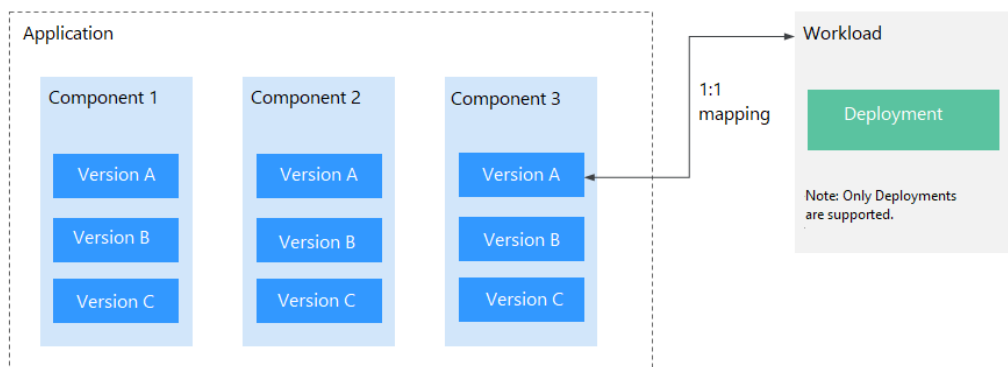 Application
Component 1
Version A
Version B
Version C
Component 2
Version A
Version B
Version C
Component 3
Version A
Version B
Version C
1:1
mapping
Workload
Deployment
Note: Only Deployments
are supported.